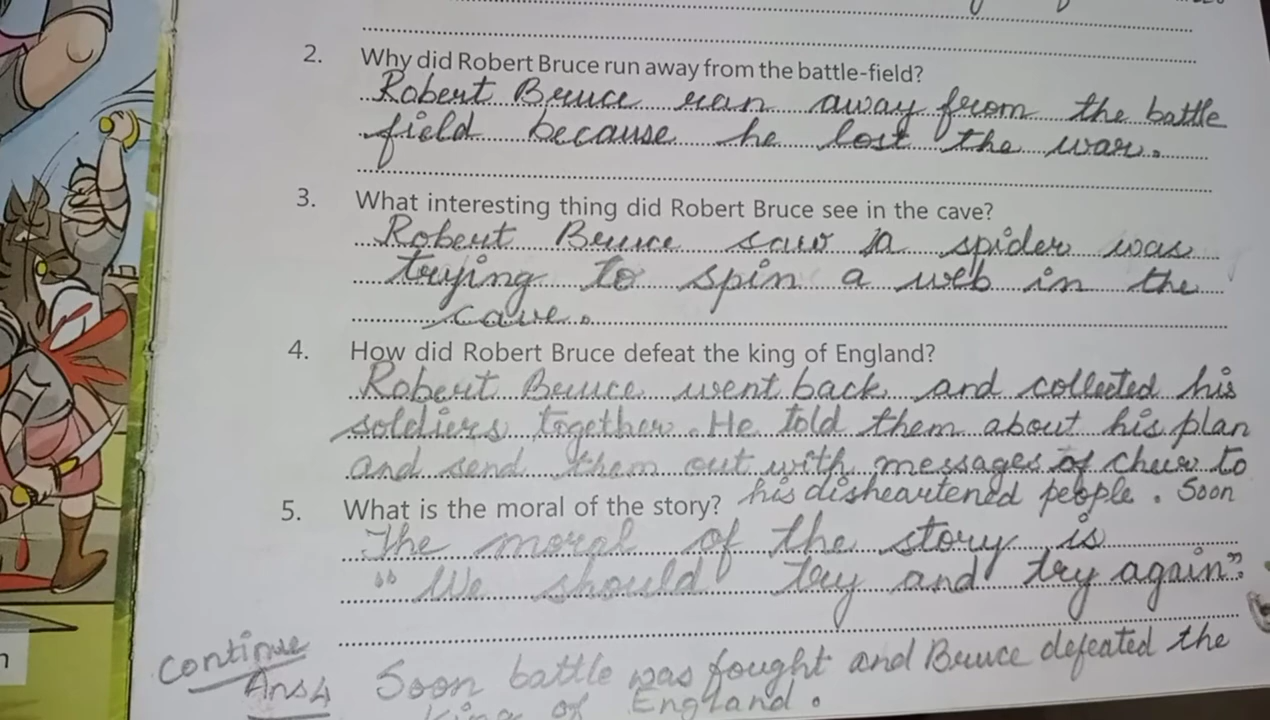 2. Why did Robert Bruce run away from the battle-field?
Robert Bruce ran away from the battle
field because he lost the war.
3. What interesting thing did Robert Bruce see in the cave?
Robert Bruce saw a spider was
trying to spin a web in the
cave.
4. How did Robert Bruce defeat the king of England?
Robert Bruce went back and collected his
soldiers together. He told them about his plan
and send them out with messages of cheer to
his disheartened people. Soon
5. What is the moral of the story?
The moral of the story is
"We should try and try again".
continue
Ans 4 Soon battle was fought and Bruce defeated the
king of England.